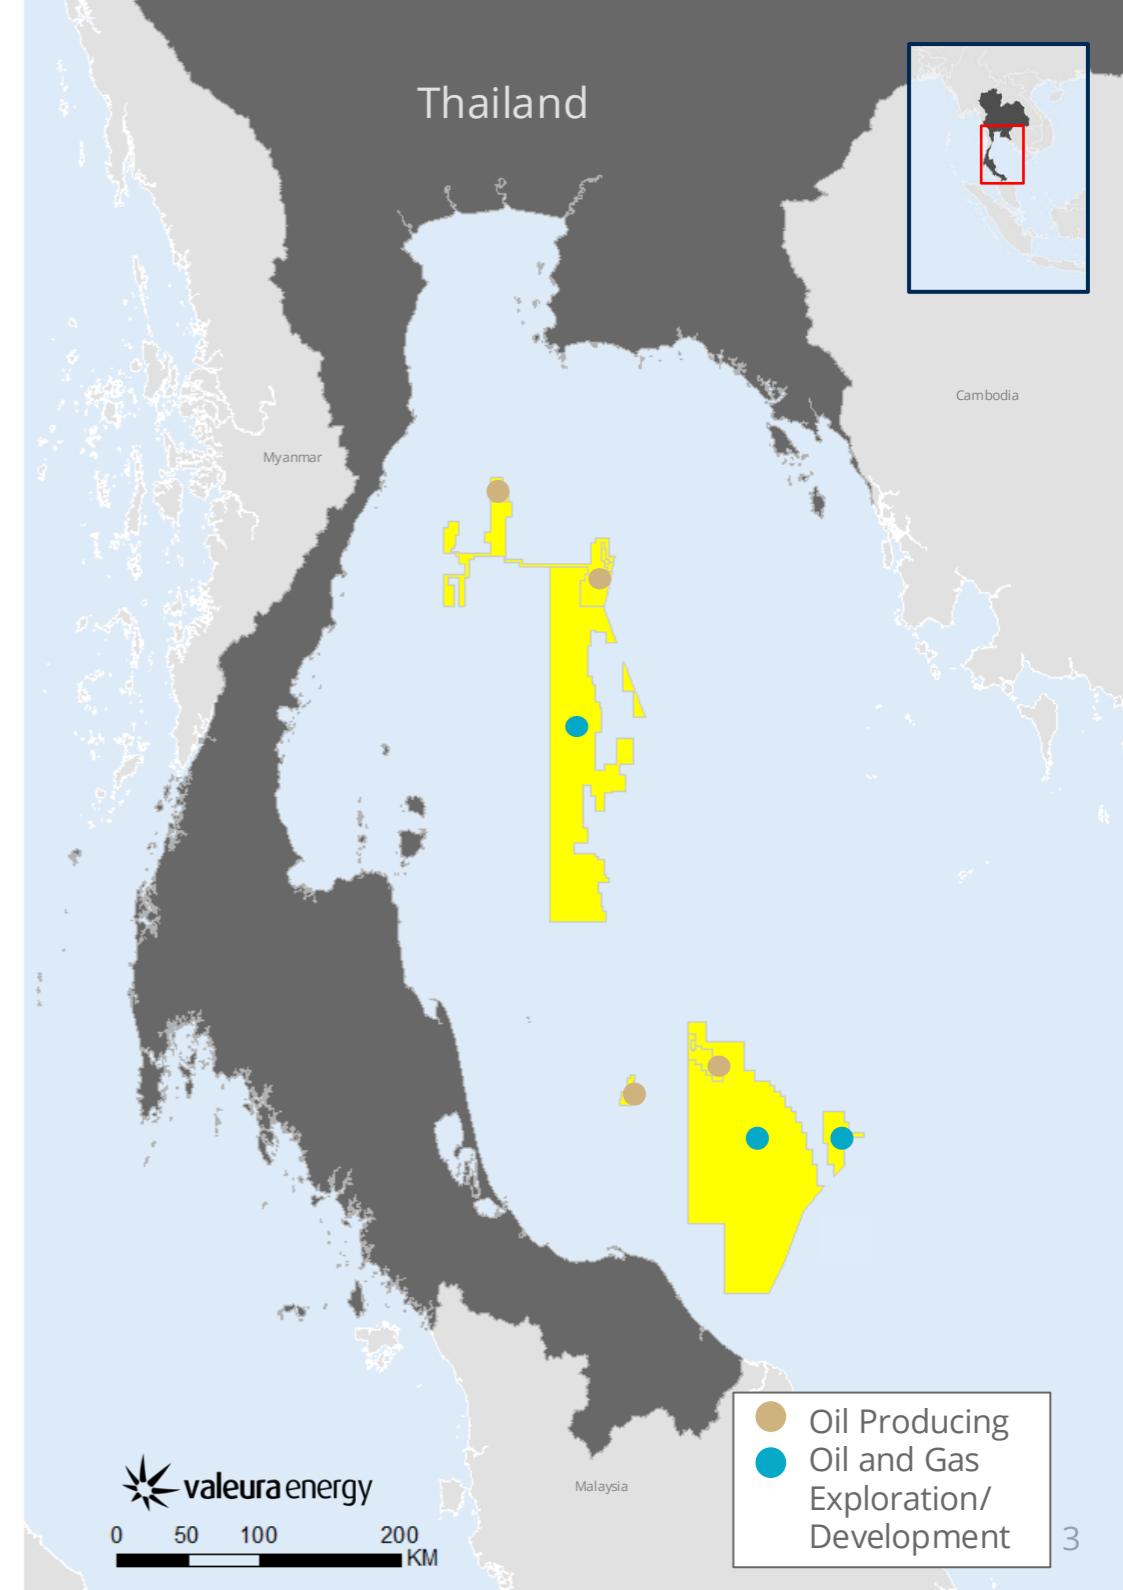 Thailand
Cambodia
Myanmar
Malaysia
Oil Producing
Oil and Gas
Exploration/
Development
valeura energy
0 50 100 200
KM
3